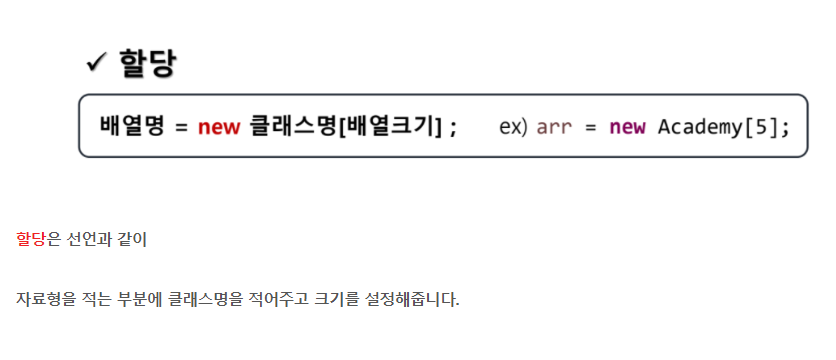 ✓ 할당
배열명 = new 클래스명[배열크기] ; ex) arr = new Academy[5];
할당은 선언과 같이
자료형을 적는 부분에 클래스명을 적어주고 크기를 설정해줍니다.